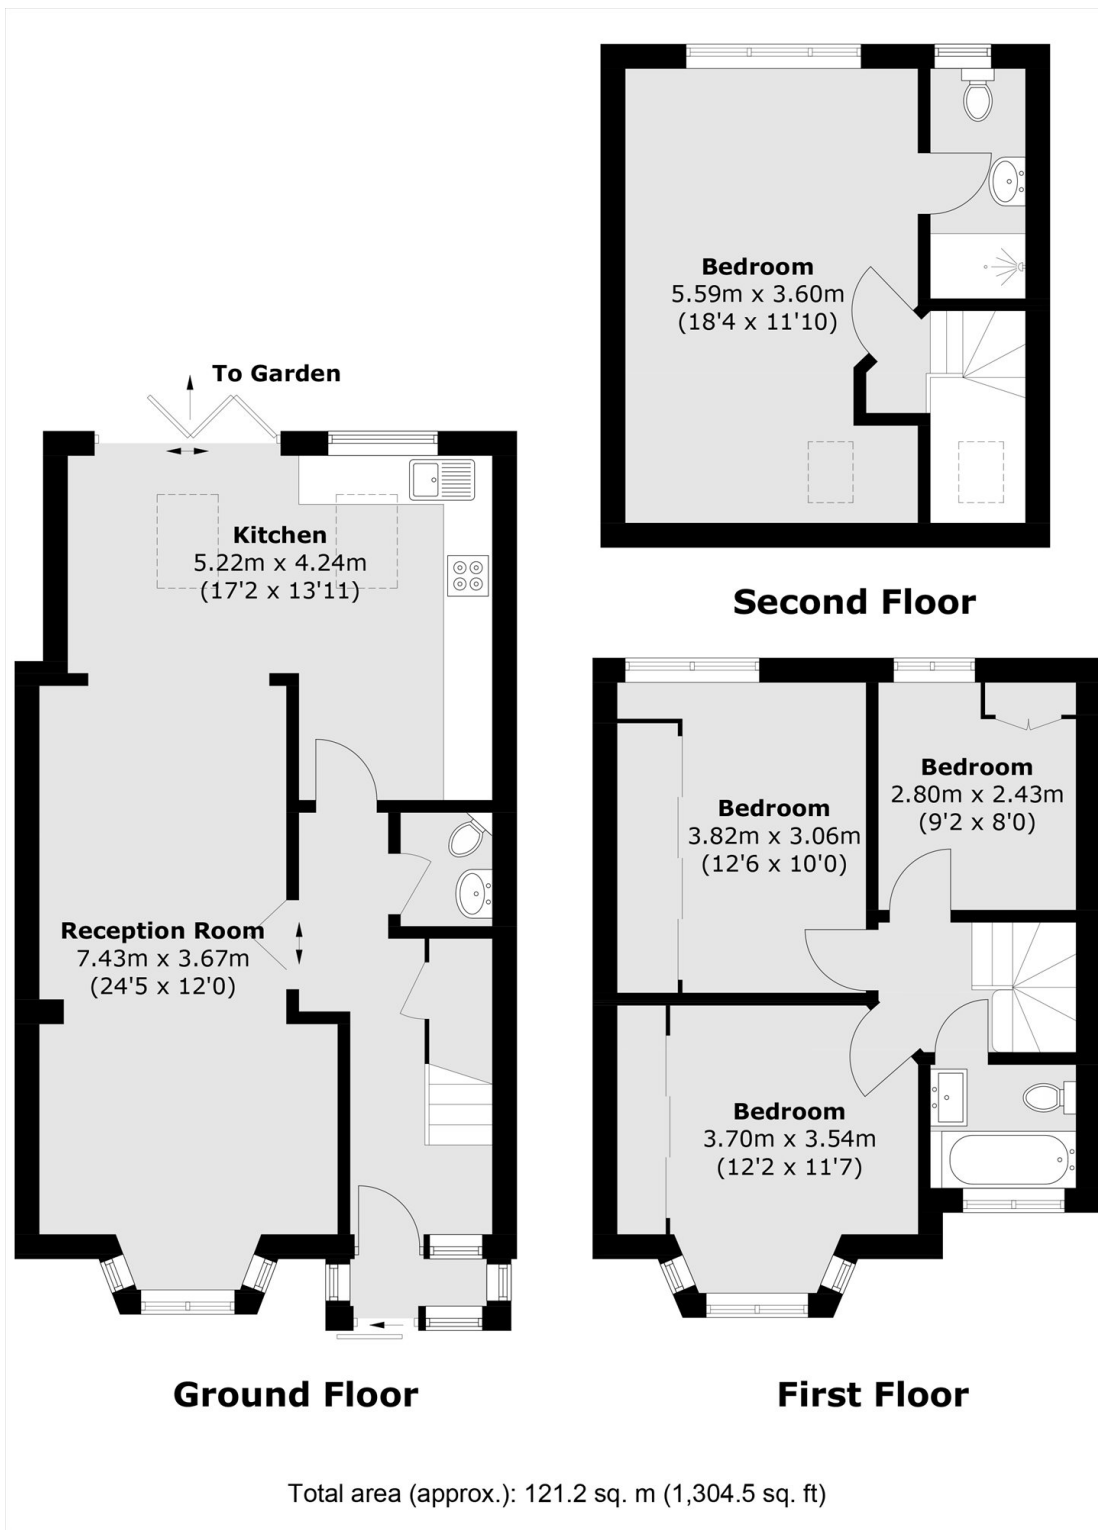 Bedroom
5.59m x 3.60m
(18'4 x 11'10)
Second Floor
To Garden
Kitchen
5.22m x 4.24m
(17'2 x 13'11)
Reception Room
7.43m x 3.67m
(24'5 x 12'0)
Ground Floor
Bedroom
2.80m x 2.43m
(9'2 x 8'0)
Bedroom
3.82m x 3.06m
(12'6 x 10'0)
Bedroom
3.70m x 3.54m
(12'2 x 11'7)
First Floor
Total area (approx.): 121.2 sq. m (1,304.5 sq. ft)